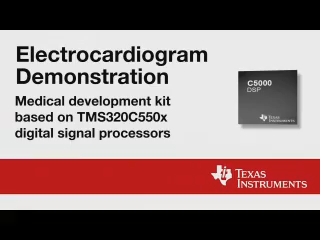 Electrocardiogram
Demonstration
Medical development kit
based on TMS320C550x
digital signal processors
C5000
DSP
TEXAS
INSTRUMENTS